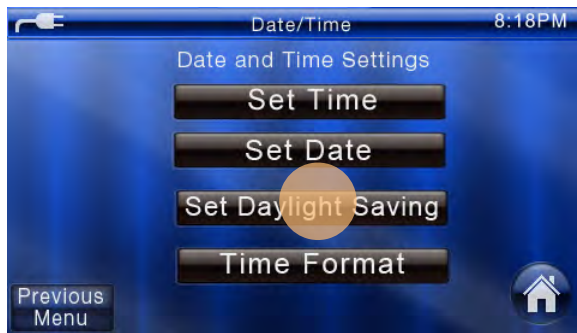 Date/Time 8:18PM
Date and Time Settings
Set Time
Set Date
Set Daylight Saving
Time Format
Previous
Menu